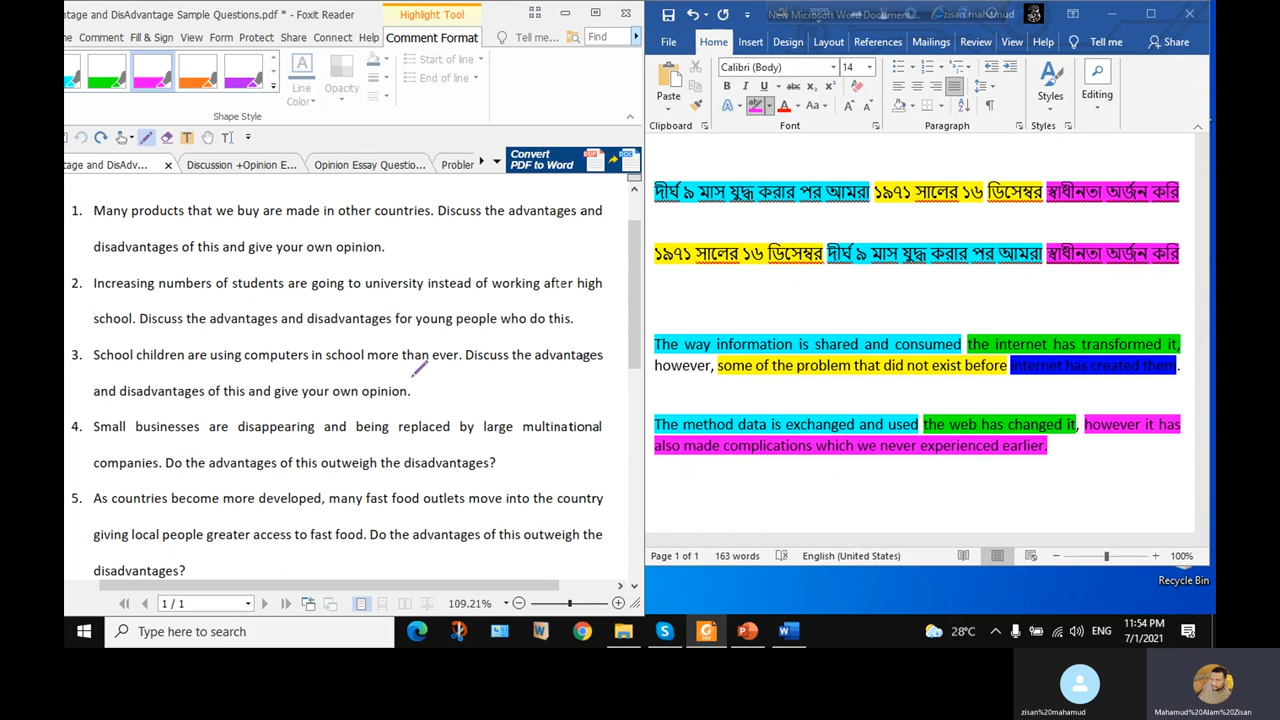 tage and DisAdvantage Sample Questions.pdf * - Foxit Reader
Highlight Tool
Comment Fill & Sign View Form Protect Share Connect Help Comment Format Tell me... Find
Line Color
Opacity
Start of line
End of line
Shape Style
tage and DisAdv...
Discussion +Opinion E...
Opinion Essay Questio...
Probler
Convert
PDF to Word
1. Many products that we buy are made in other countries. Discuss the advantages and
disadvantages of this and give your own opinion.
2. Increasing numbers of students are going to university instead of working after high
school. Discuss the advantages and disadvantages for young people who do this.
3. School children are using computers in school more than ever. Discuss the advantages
and disadvantages of this and give your own opinion.
4. Small businesses are disappearing and being replaced by large multinational
companies. Do the advantages of this outweigh the disadvantages?
5. As countries become more developed, many fast food outlets move into the country
giving local people greater access to fast food. Do the advantages of this outweigh the
disadvantages?
1 / 1
109.21%
New Microsoft Word Document...
zisan mahamud
File Home Insert Design Layout References Mailings Review View Help Tell me Share
Paste
Calibri (Body) 14
Styles
Editing
Clipboard Font Paragraph Styles
দীর্ঘ ৯ মাস যুদ্ধ করার পর আমরা ১৯৭১ সালের ১৬ ডিসেম্বর স্বাধীনতা অর্জন করি
১৯৭১ সালের ১৬ ডিসেম্বর দীর্ঘ ৯ মাস যুদ্ধ করার পর আমরা স্বাধীনতা অর্জন করি
The way information is shared and consumed the internet has transformed it,
however, some of the problem that did not exist before internet has created them.
The method data is exchanged and used the web has changed it, however it has
also made complications which we never experienced earlier.
Page 1 of 1 163 words English (United States) 100%
Recycle Bin
Type here to search
28°C
ENG
11:54 PM
7/1/2021
zisan%20mahamud
Mahamud%20Alam%20Zisan